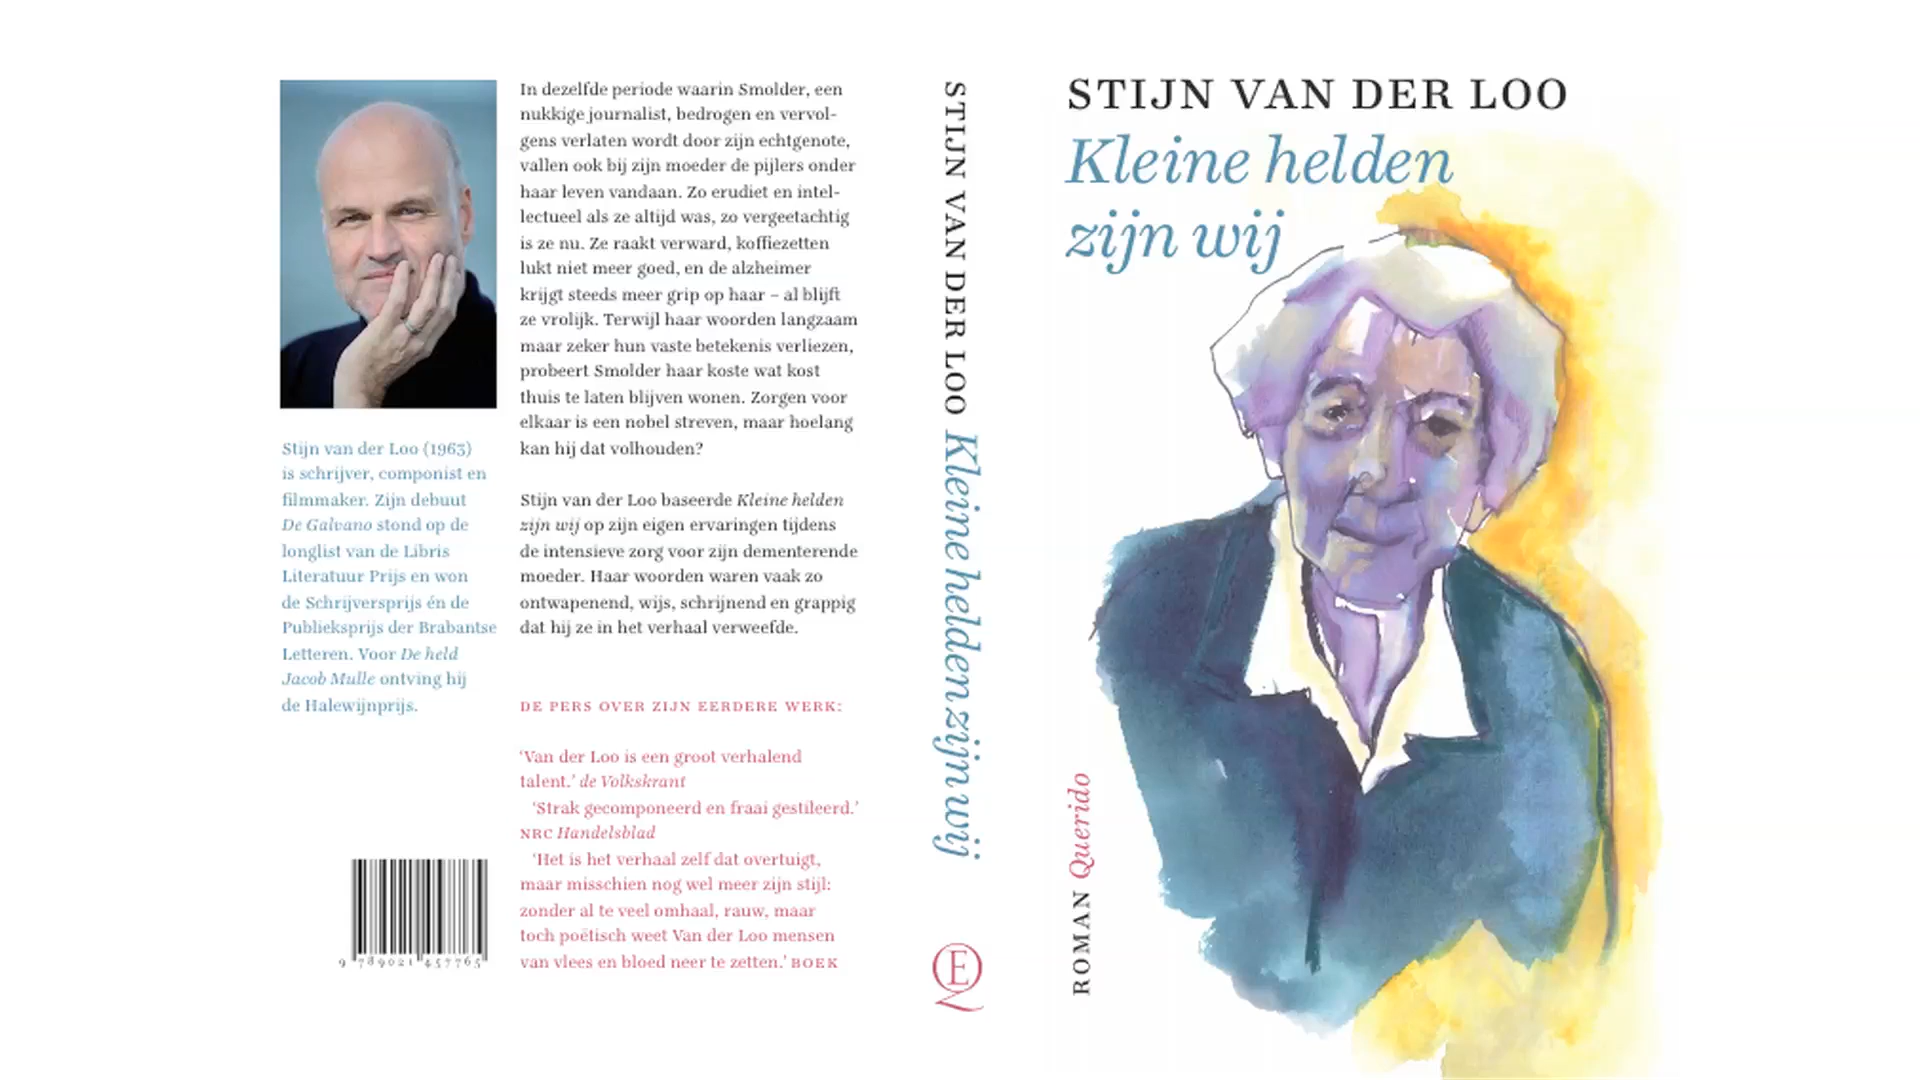 In dezelfde periode waarin Smolder, een
nukkige journalist, bedrogen en vervol-
gens verlaten wordt door zijn echtgenote,
vallen ook bij zijn moeder de pijlers onder
haar leven vandaan. Zo erudiet en intel-
lectueel als ze altijd was, zo vergeetachtig
is ze nu. Ze raakt verward, koffiezetten
lukt niet meer goed, en de alzheimer
krijgt steeds meer grip op haar – al blijft
ze vrolijk. Terwijl haar woorden langzaam
maar zeker hun vaste betekenis verliezen,
probeert Smolder haar koste wat kost
thuis te laten blijven wonen. Zorgen voor
elkaar is een nobel streven, maar hoelang
kan hij dat volhouden?
Stijn van der Loo baseerde Kleine helden
zijn wij op zijn eigen ervaringen tijdens
de intensieve zorg voor zijn dementerende
moeder. Haar woorden waren vaak zo
ontwapenend, wijs, schrijnend en grappig
dat hij ze in het verhaal verweefde.
DE PERS OVER ZIJN EERDERE WERK:
‘Van der Loo is een groot verhalend
talent.’ de Volkskrant
‘Strak gecomponeerd en fraai gestileerd.’
NRC Handelsblad
‘Het is het verhaal zelf dat overtuigt,
maar misschien nog wel meer zijn stijl:
zonder al te veel omhaal, rauw, maar
toch poëtisch weet Van der Loo mensen
van vlees en bloed neer te zetten.’ BOEK
Stijn van der Loo (1963)
is schrijver, componist en
filmmaker. Zijn debuut
De Galvano stond op de
longlist van de Libris
Literatuur Prijs en won
de Schrijversprijs én de
Publieksprijs der Brabantse
Letteren. Voor De held
Jacob Mulle ontving hij
de Halewijnprijs.
9 789021 457765
STIJN VAN DER LOO Kleine helden zijn wij
EQ
STIJN VAN DER LOO
Kleine helden
zijn wij
ROMAN Querido